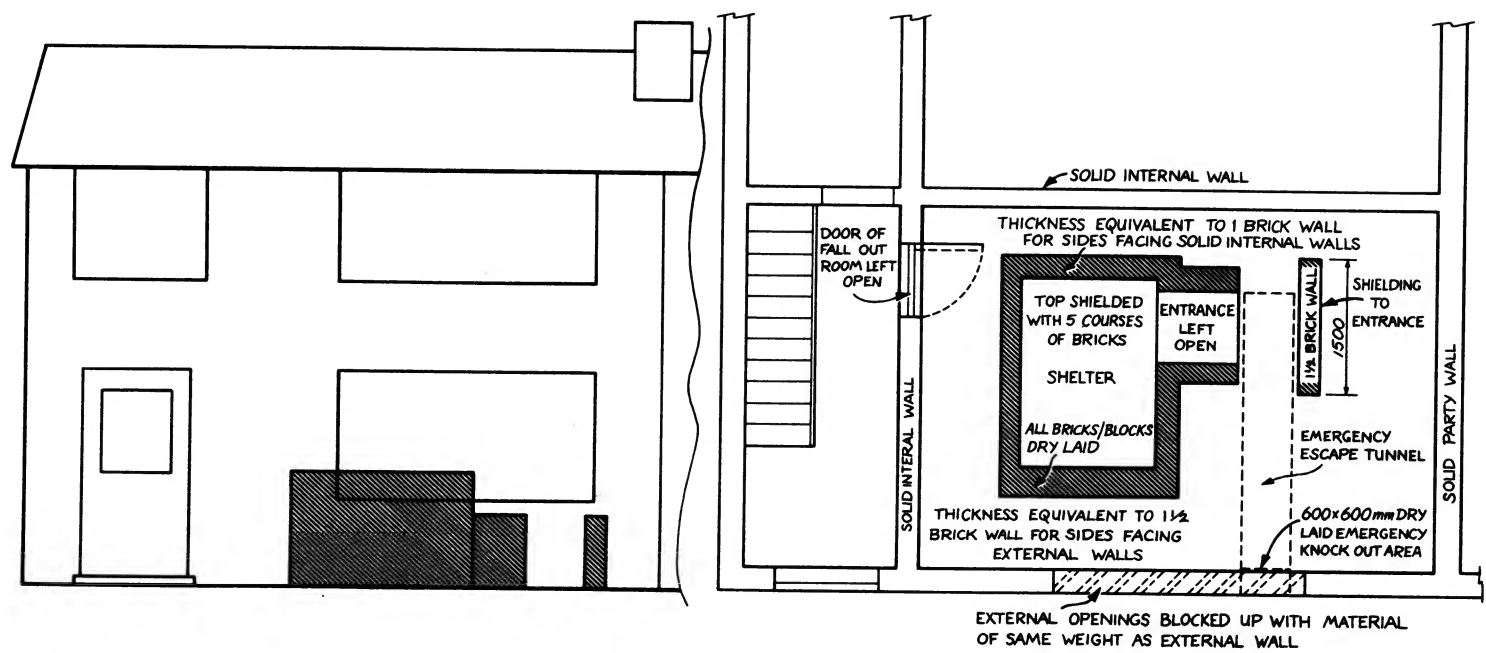 SOLID INTERNAL WALL
THICKNESS EQUIVALENT TO 1 BRICK WALL
FOR SIDES FACING SOLID INTERNAL WALLS
DOOR OF
FALL OUT
ROOM LEFT
OPEN
TOP SHIELDED
WITH 5 COURSES
OF BRICKS
SHELTER
ENTRANCE
LEFT
OPEN
1½ BRICK WALL
1500
SHIELDING
TO
ENTRANCE
ALL BRICKS/BLOCKS
DRY LAID
SOLID INTERAL WALL
SOLID PARTY WALL
EMERGENCY
ESCAPE TUNNEL
THICKNESS EQUIVALENT TO 1½
BRICK WALL FOR SIDES FACING
EXTERNAL WALLS
600x600mm DRY
LAID EMERGENCY
KNOCK OUT AREA
EXTERNAL OPENINGS BLOCKED UP WITH MATERIAL
OF SAME WEIGHT AS EXTERNAL WALL